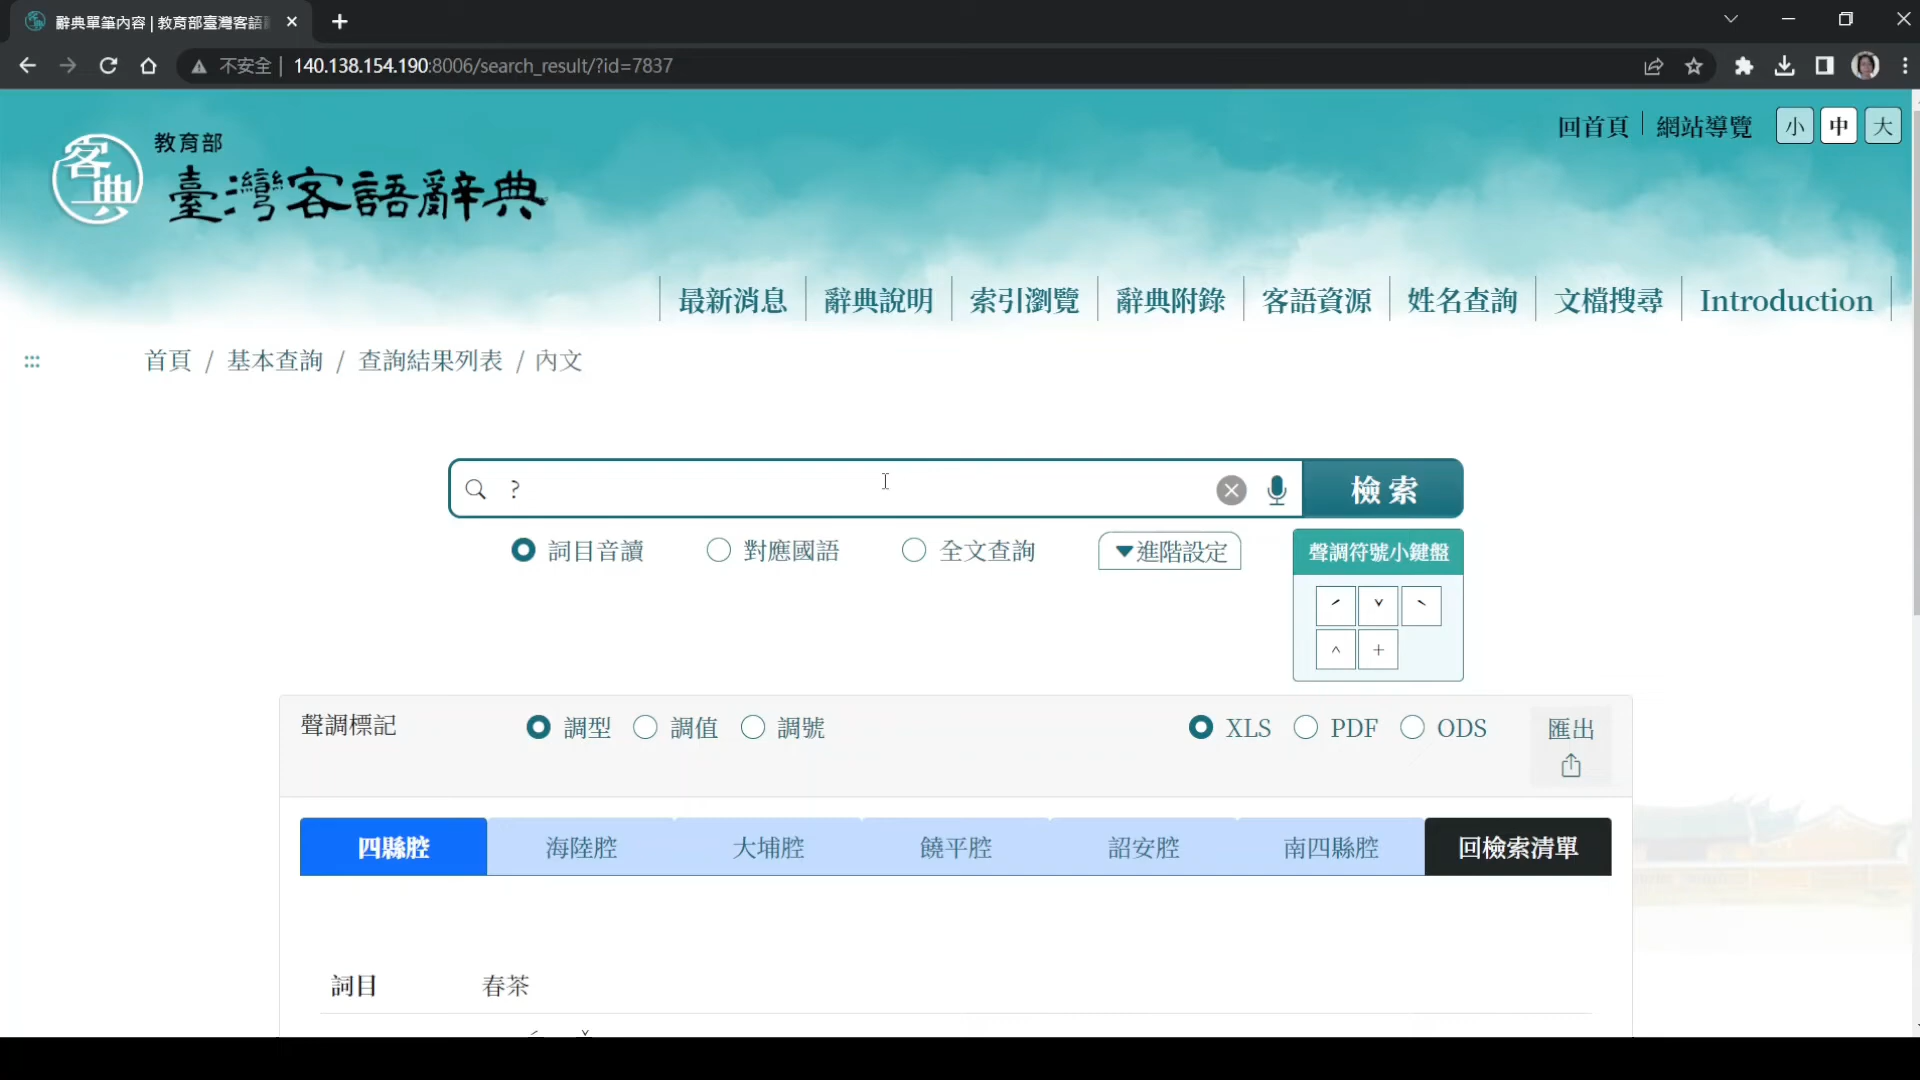 辭典單筆內容 | 教育部臺灣客語
不安全 | 140.138.154.190:8006/search_result/?id=7837
回首頁 網站導覽 小 中 大
客典 教育部
臺灣客語辭典
最新消息 辭典說明 索引瀏覽 辭典附錄 客語資源 姓名查詢 文檔搜尋 Introduction
首頁 / 基本查詢 / 查詢結果列表 / 內文
? 檢索
詞目音讀 對應國語 全文查詢 進階設定 聲調符號小鍵盤
ˊ ˇ ˋ
^ +
聲調標記 調型 調值 調號 XLS PDF ODS 匯出
四縣腔 海陸腔 大埔腔 饒平腔 詔安腔 南四縣腔 回檢索清單
詞目 春茶